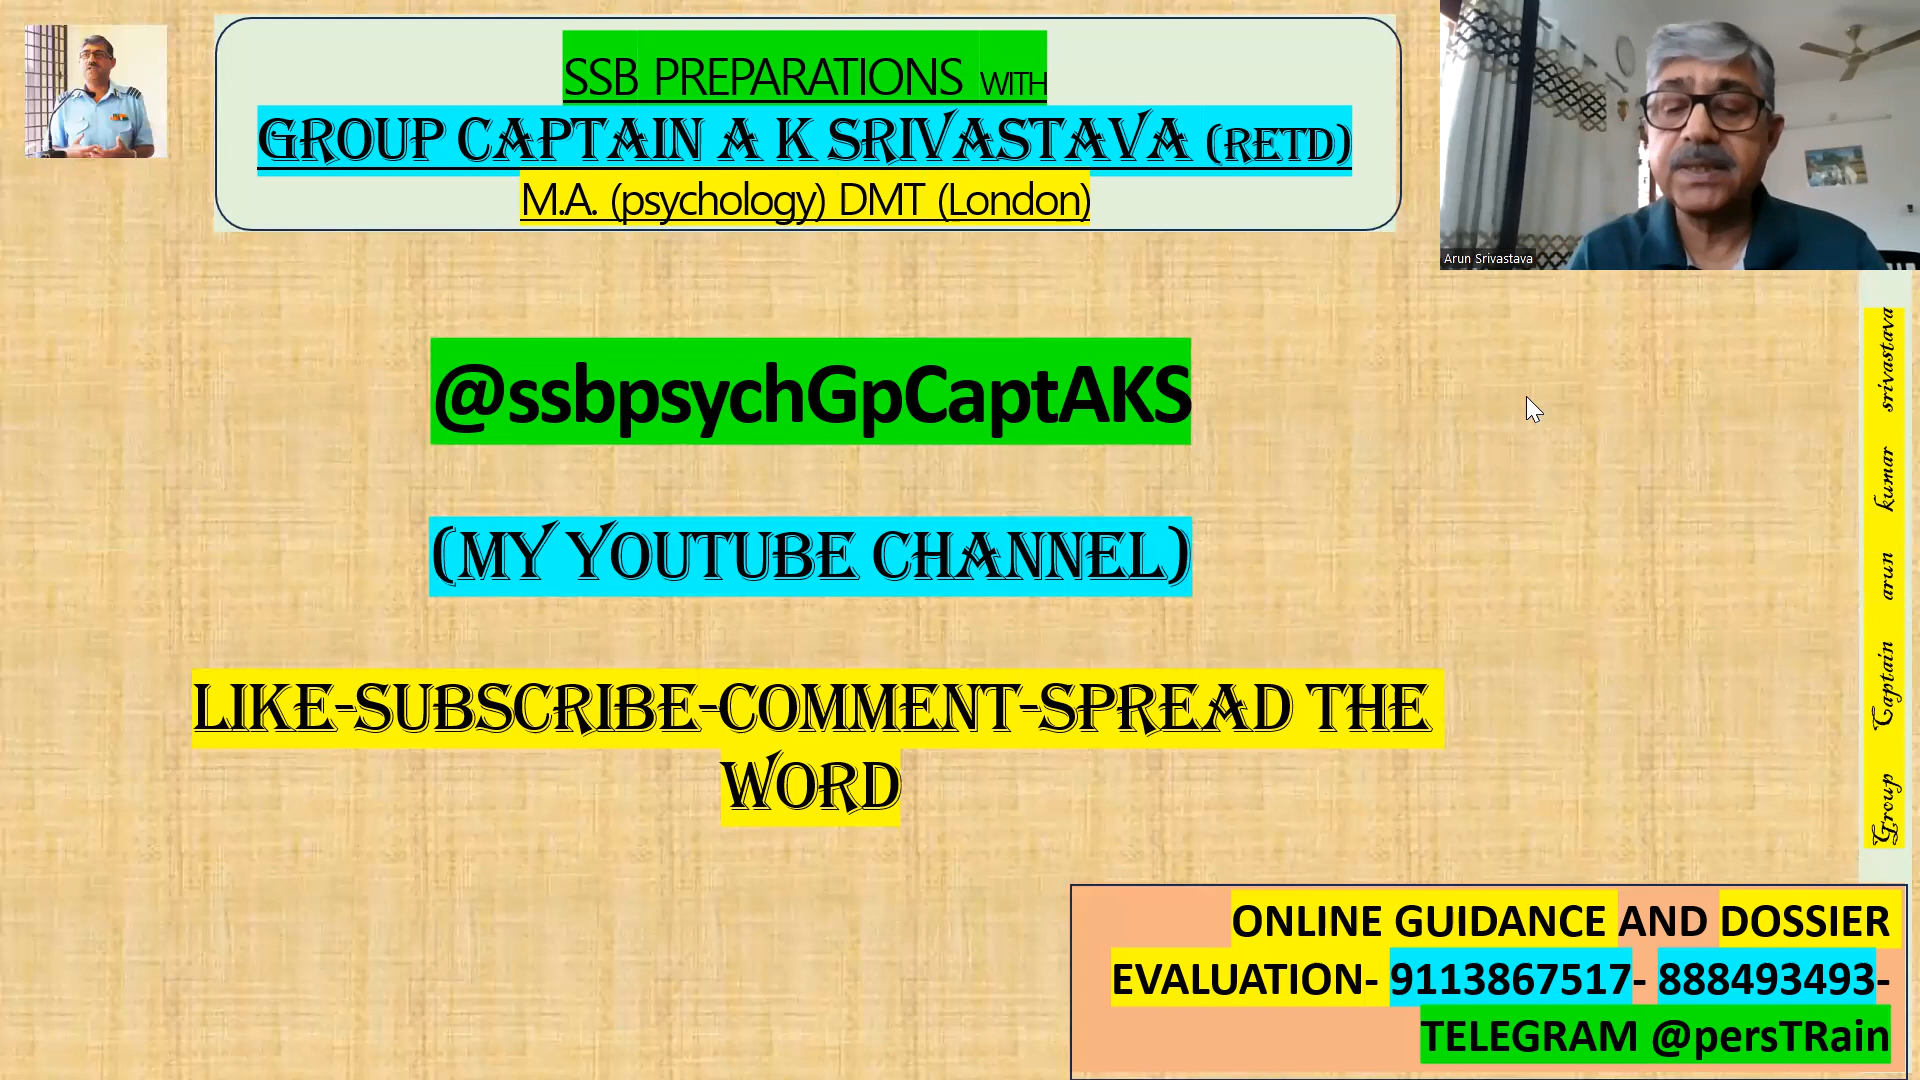 SSB PREPARATIONS WITH
GROUP CAPTAIN A K SRIVASTAVA (RETD)
M.A. (psychology) DMT (London)
Arun Srivastava
@ssbpsychGpCaptAKS
(MY YOUTUBE CHANNEL)
LIKE-SUBSCRIBE-COMMENT-SPREAD THE
WORD
Group Captain arun kumar srivastava
ONLINE GUIDANCE AND DOSSIER
EVALUATION- 9113867517- 888493493-
TELEGRAM @persTRain